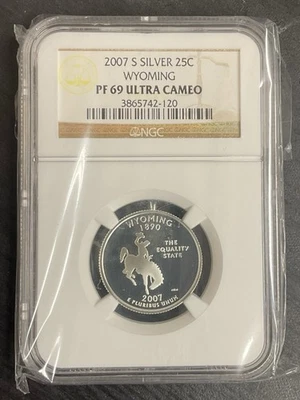 2007 S SILVER 25C
WYOMING
PF 69 ULTRA CAMEO
3865742-120
NGC
WYOMING
1890
THE
EQUALITY
STATE
2007
E PLURIBUS UNUM